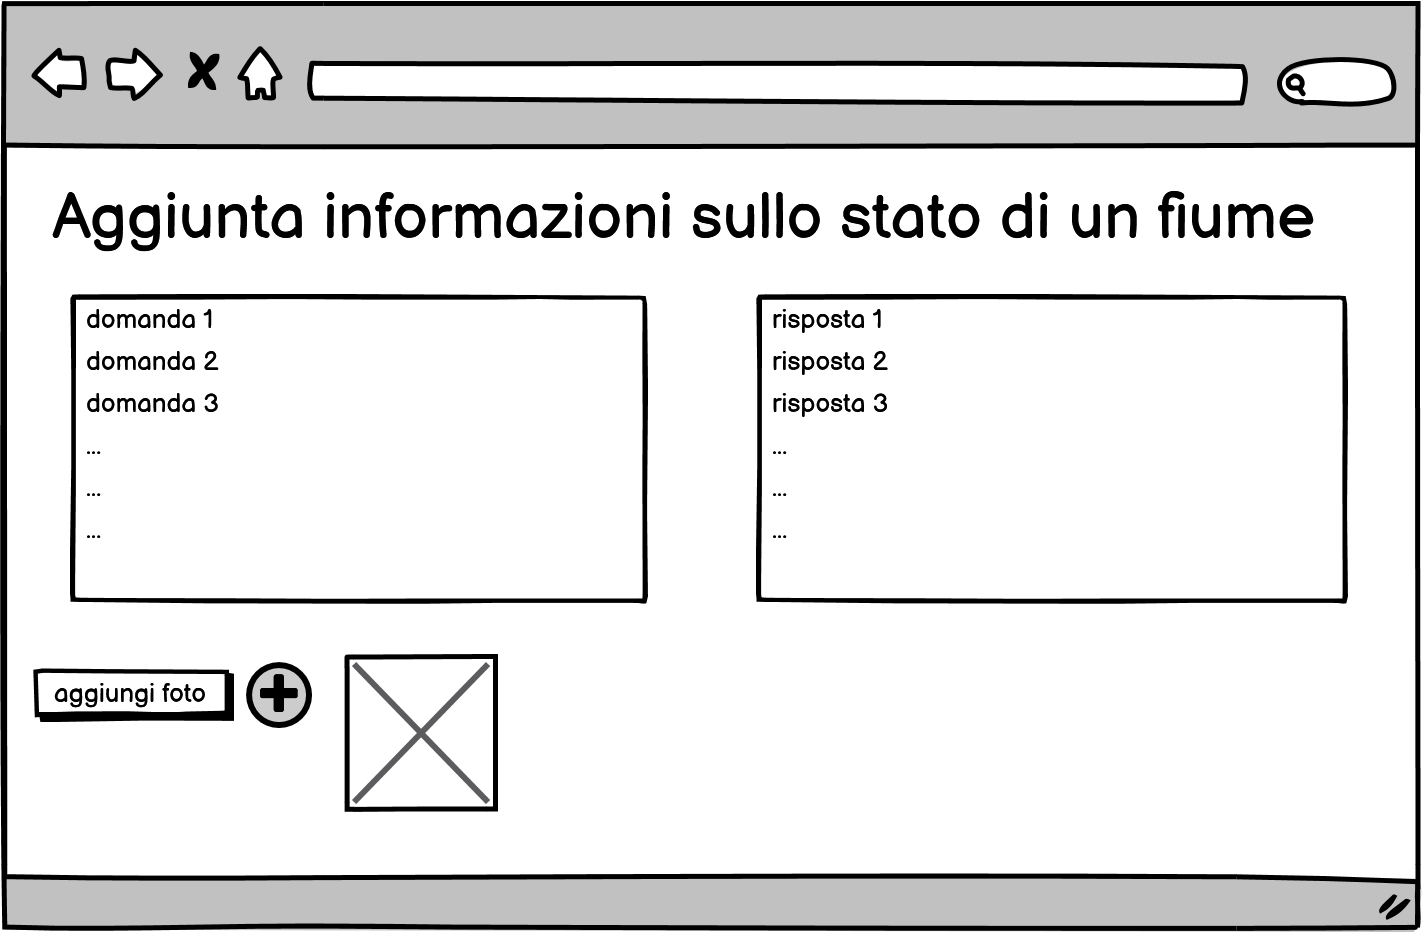 Aggiunta informazioni sullo stato di un fiume
domanda 1
domanda 2
domanda 3
...
...
...
risposta 1
risposta 2
risposta 3
...
...
...
aggiungi foto